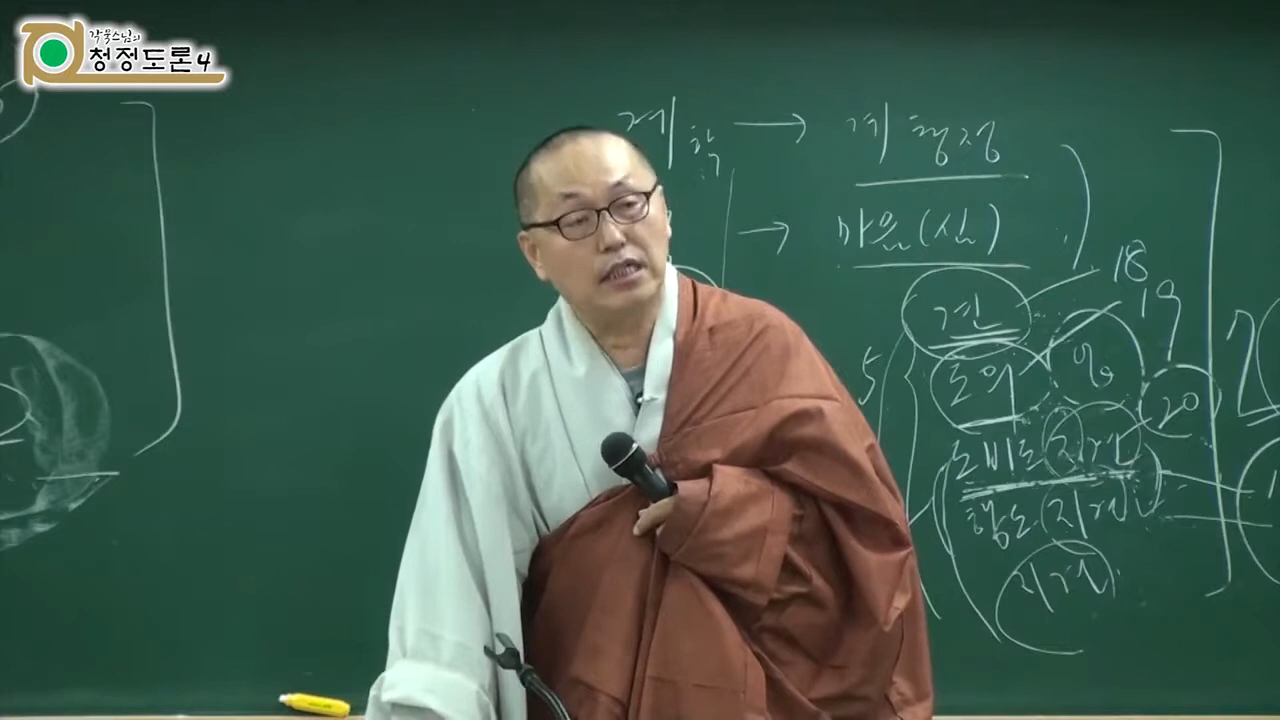 각묵스님의
청정도론 4
계학 → 계 청정
→ 마음(심)
견 18
5 도의 19
20
도비도지견
행도지견
지견
7